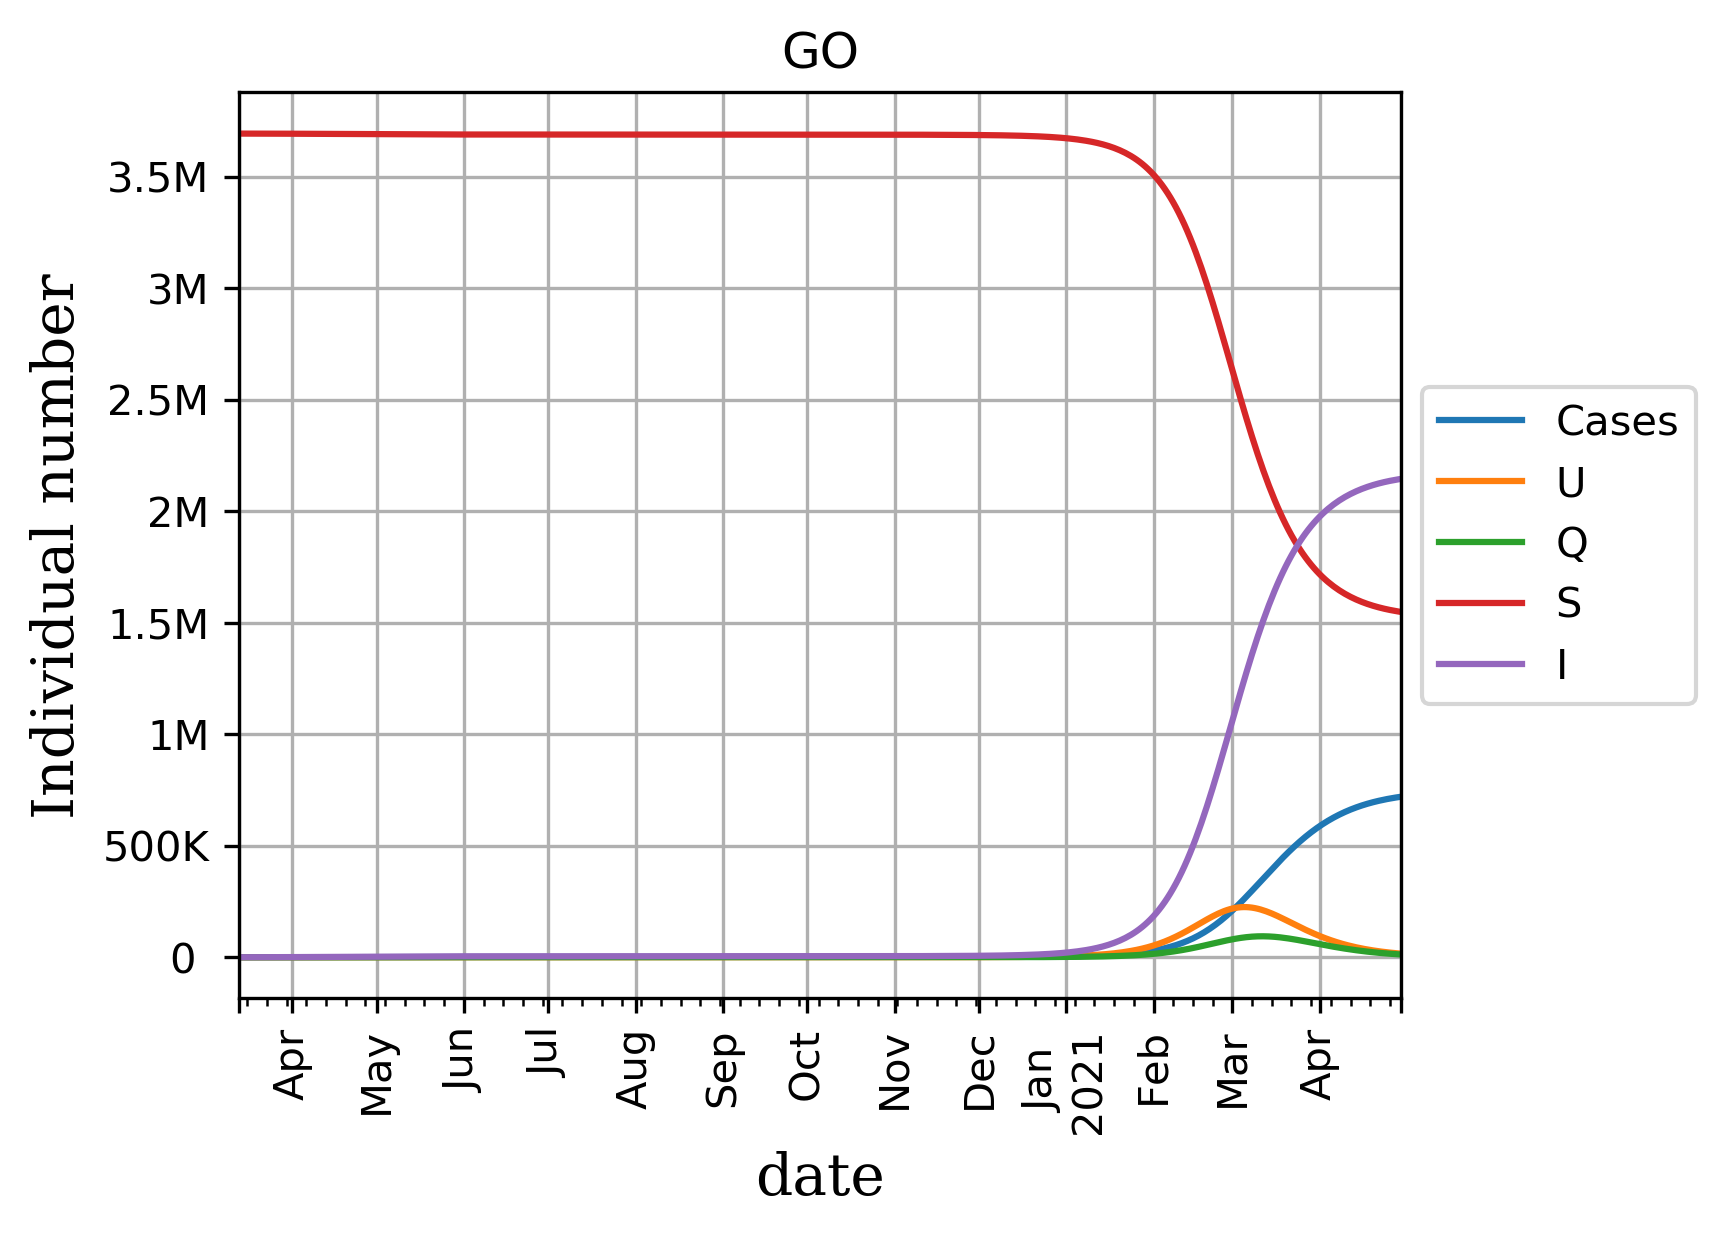 GO
Individual number
3.5M
3M
2.5M
2M
1.5M
1M
500K
0
Apr
May
Jun
Jul
Aug
Sep
Oct
Nov
Dec
Jan
2021
Feb
Mar
Apr
date
Cases
U
Q
S
I